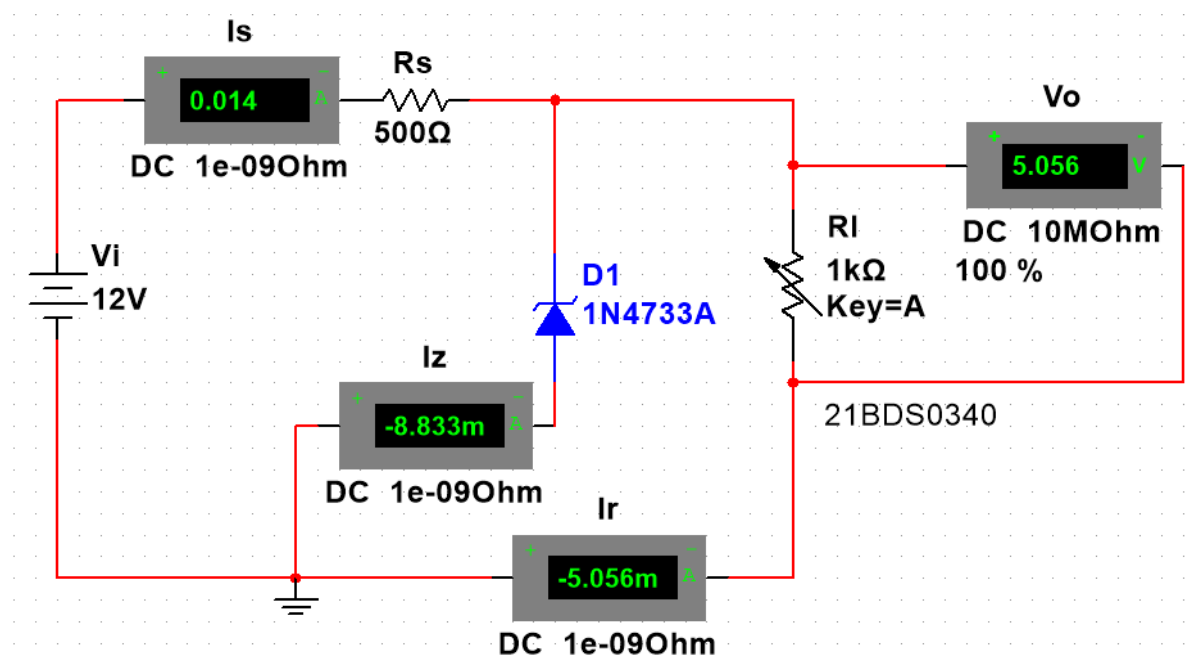 Is
+ -
0.014 A
DC 1e-09Ohm
Rs
500Ω
Vo
+ -
5.056 V
DC 10MOhm
Vi
12V
D1
1N4733A
Rl
1kΩ
100 %
Key=A
Iz
+ -
-8.833m A
DC 1e-09Ohm
21BDS0340
Ir
+ -
-5.056m A
DC 1e-09Ohm